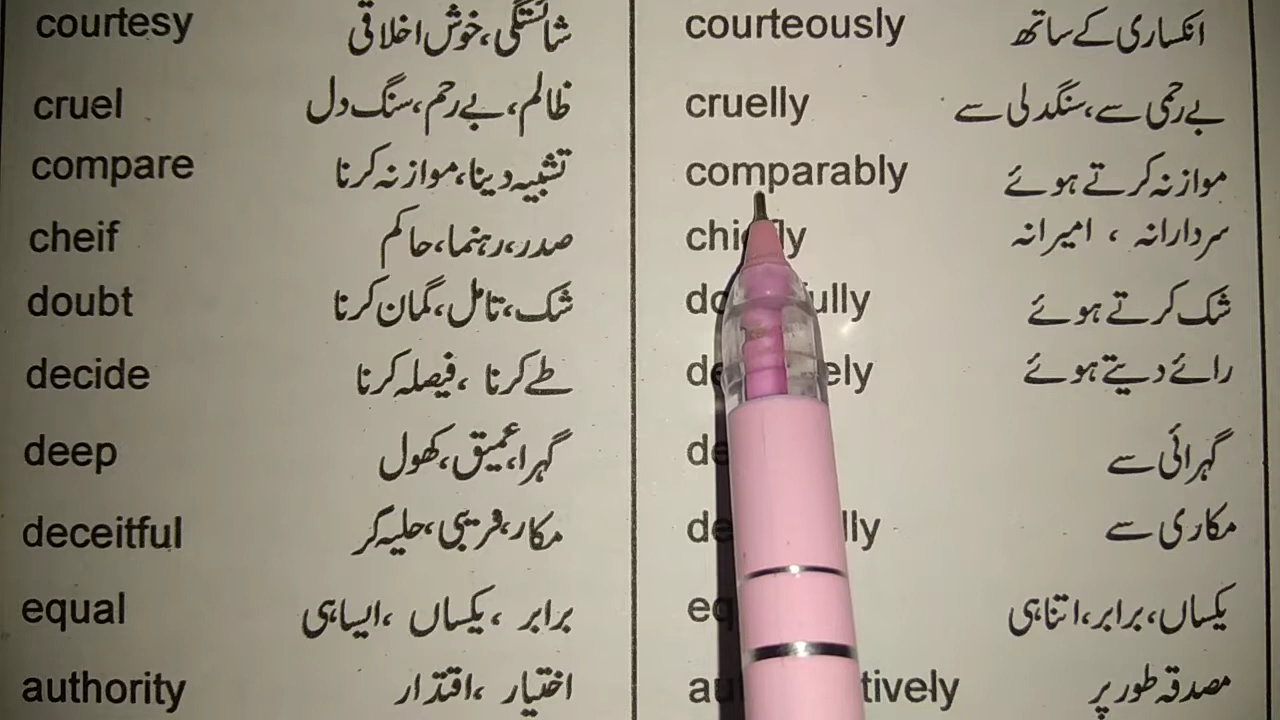 courtesy شائستگی،خوش اخلاقی courteously انکساری کے ساتھ
cruel ظالم،بے رحم،سنگ دل cruelly بے رحمی سے،سنگدلی سے
compare تشبیہ دینا،موازنہ کرنا comparably موازنہ کرتے ہوئے
cheif صدر،رہنما،حاکم سردارانہ ، امیرانہ
doubt شک،تامل،گمان کرنا شک کرتے ہوئے
decide طے کرنا ،فیصلہ کرنا رائے دیتے ہوئے
deep گہرا،عمیق،کھول گہرائی سے
deceitful مکار،فریبی،حلیہ گر مکاری سے
equal برابر ، یکساں ،ایسا ہی یکساں،برابر،اتنا ہی
authority اختیار ،اقتدار مصدقہ طور پر